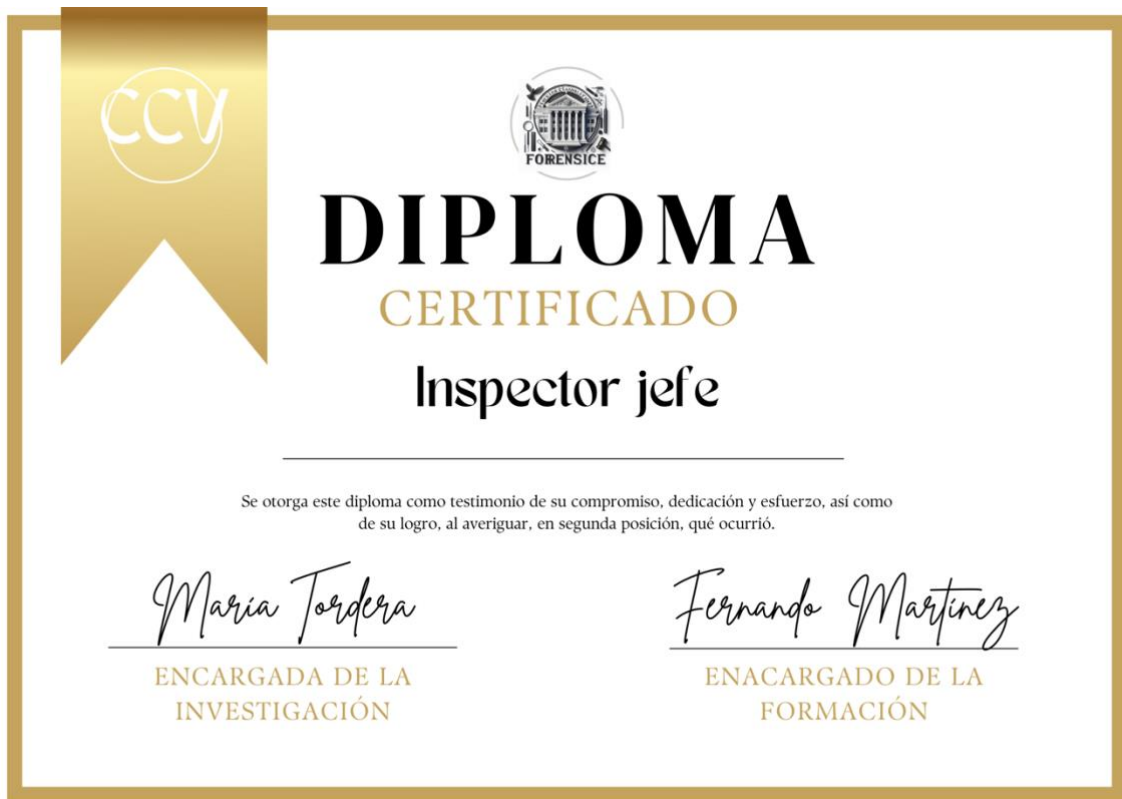 CCV
FORRENSICE
DIPLOMA
CERTIFICADO
Inspector jefe
Se otorga este diploma como testimonio de su compromiso, dedicación y esfuerzo, así como
de su logro, al averiguar, en segunda posición, qué ocurrió.
María Tordera
Fernando Martínez
ENCARGADA DE LA
INVESTIGACIÓN
ENACARGADO DE LA
FORMACIÓN